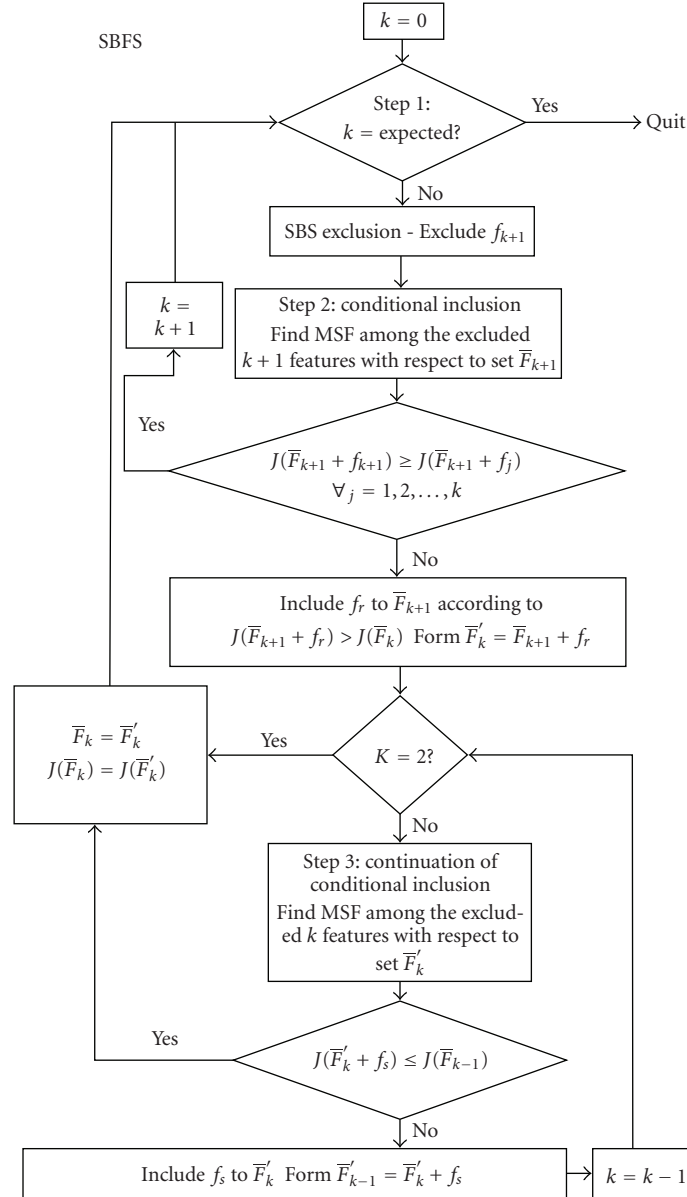 SBFS
k = 0
Step 1:
k = expected?
Yes
Quit
No
SBS exclusion - Exclude f_{k+1}
k =
k + 1
Step 2: conditional inclusion
Find MSF among the excluded
k + 1 features with respect to set F̅_{k+1}
Yes
J(F̅_{k+1} + f_{k+1}) ≥ J(F̅_{k+1} + f_j)
∀_j = 1, 2, . . . , k
No
Include f_r to F̅_{k+1} according to
J(F̅_{k+1} + f_r) > J(F̅_k) Form F̅′_k = F̅_{k+1} + f_r
F̅_k = F̅′_k
J(F̅_k) = J(F̅′_k)
Yes
K = 2?
No
Step 3: continuation of
conditional inclusion
Find MSF among the exclud-
ed k features with respect to
set F̅′_k
Yes
J(F̅′_k + f_s) ≤ J(F̅_{k−1})
No
Include f_s to F̅′_k Form F̅′_{k−1} = F̅′_k + f_s
k = k − 1